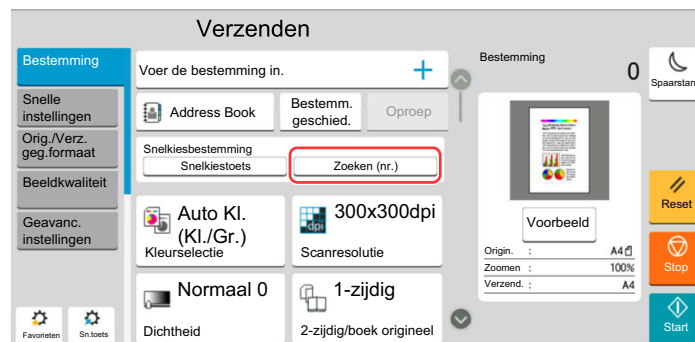 Verzenden
Bestemming
Snelle
instellingen
Orig./Verz.
geg.formaat
Beeldkwaliteit
Geavanc.
instellingen
Favorieten
Sn.toets
Voer de bestemming in.
Address Book
Bestemm.
geschied.
Oproep
Snelkiesbestemming
Snelkiestoets
Zoeken (nr.)
Auto Kl.
(Kl./Gr.)
Kleurselectie
dpi
300x300dpi
Scanresolutie
Normaal 0
Dichtheid
1-zijdig
2-zijdig/boek origineel
Bestemming
0
Voorbeeld
Origin. : A4
Zoomen : 100%
Verzend. : A4
Spaarstan
Reset
Stop
Start